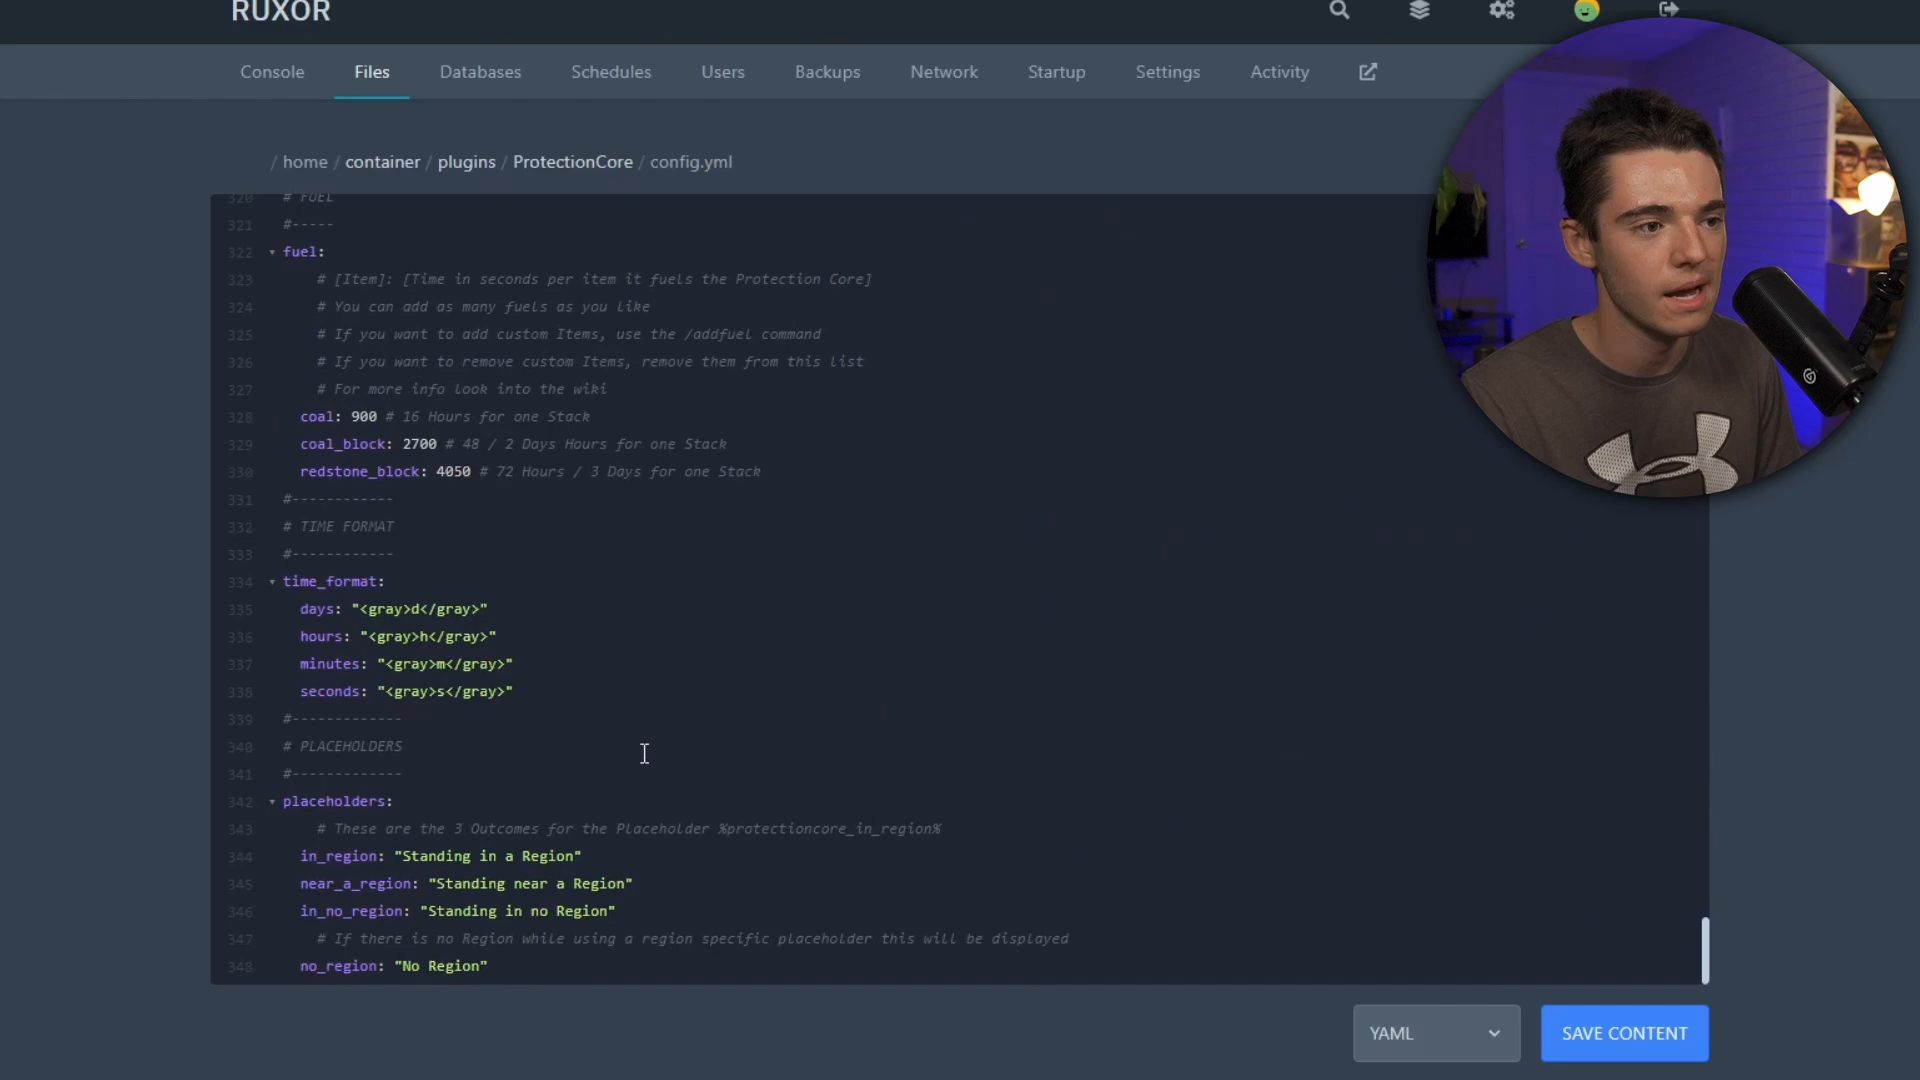 RUXOR
Console Files Databases Schedules Users Backups Network Startup Settings Activity
/ home / container / plugins / ProtectionCore / config.yml
320 # FUEL
321 #-----
322 fuel:
323 # [Item]: [Time in seconds per item it fuels the Protection Core]
324 # You can add as many fuels as you like
325 # If you want to add custom Items, use the /addfuel command
326 # If you want to remove custom Items, remove them from this list
327 # For more info look into the wiki
328 coal: 900 # 16 Hours for one Stack
329 coal_block: 2700 # 48 / 2 Days Hours for one Stack
330 redstone_block: 4050 # 72 Hours / 3 Days for one Stack
331 #------------
332 # TIME FORMAT
333 #------------
334 time_format:
335 days: "<gray>d</gray>"
336 hours: "<gray>h</gray>"
337 minutes: "<gray>m</gray>"
338 seconds: "<gray>s</gray>"
339 #-------------
340 # PLACEHOLDERS
341 #-------------
342 placeholders:
343 # These are the 3 Outcomes for the Placeholder %protectioncore_in_region%
344 in_region: "Standing in a Region"
345 near_a_region: "Standing near a Region"
346 in_no_region: "Standing in no Region"
347 # If there is no Region while using a region specific placeholder this will be displayed
348 no_region: "No Region"
YAML
SAVE CONTENT